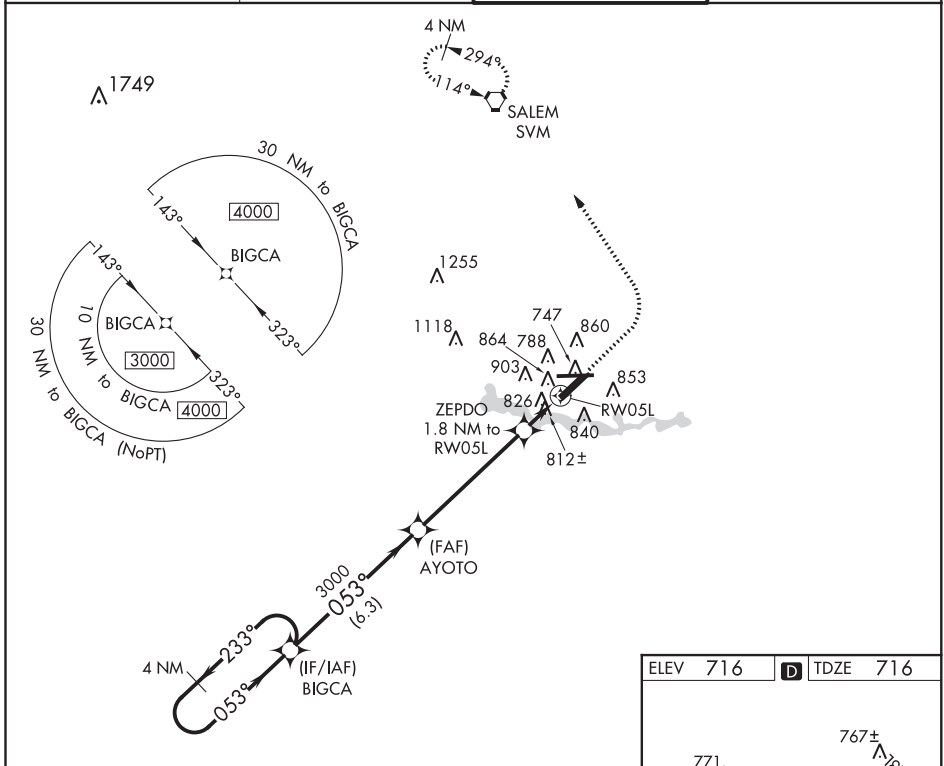 4 NM
294°
114°
SALEM
SVM
1749
30 NM to BIGCA
4000
143°
BIGCA
323°
143°
BIGCA
10 NM to BIGCA
3000
323°
4000
30 NM to BIGCA (NoPT)
1255
1118
747
860
864
788
903
853
826
RW05L
840
812±
ZEPDO
1.8 NM to
RW05L
(FAF)
AYOTO
3000
053°
(6.3)
233°
4 NM
053°
(IF/IAF)
BIGCA
ELEV 716 D TDZE 716
767±
771